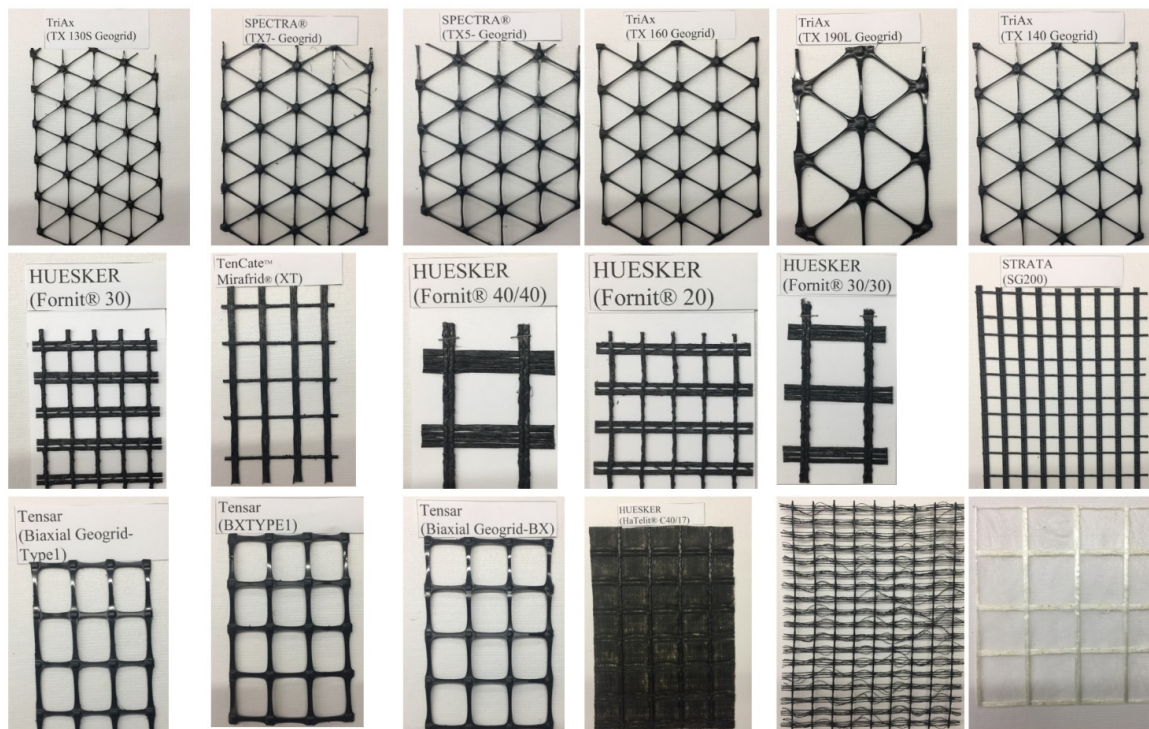 TriAx
(TX 130S Geogrid)
SPECTRA®
(TX7- Geogrid)
SPECTRA®
(TX5- Geogrid)
TriAx
(TX 160 Geogrid)
TriAx
(TX 190L Geogrid)
TriAx
(TX 140 Geogrid)
HUESKER
(Fornit® 30)
TenCate™
Mirafrid® (XT)
HUESKER
(Fornit® 40/40)
HUESKER
(Fornit® 20)
HUESKER
(Fornit® 30/30)
STRATA
(SG200)
Tensar
(Biaxial Geogrid-
Type1)
Tensar
(BXTYPE1)
Tensar
(Biaxial Geogrid-BX)
HUESKER
(HaTelit® C40/17)